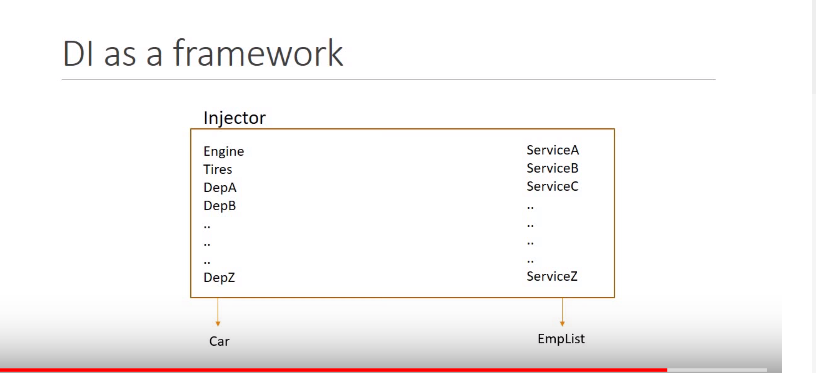 DI as a framework
Injector
Engine
Tires
DepA
DepB
..
..
..
DepZ
ServiceA
ServiceB
ServiceC
..
..
..
..
ServiceZ
Car
EmpList